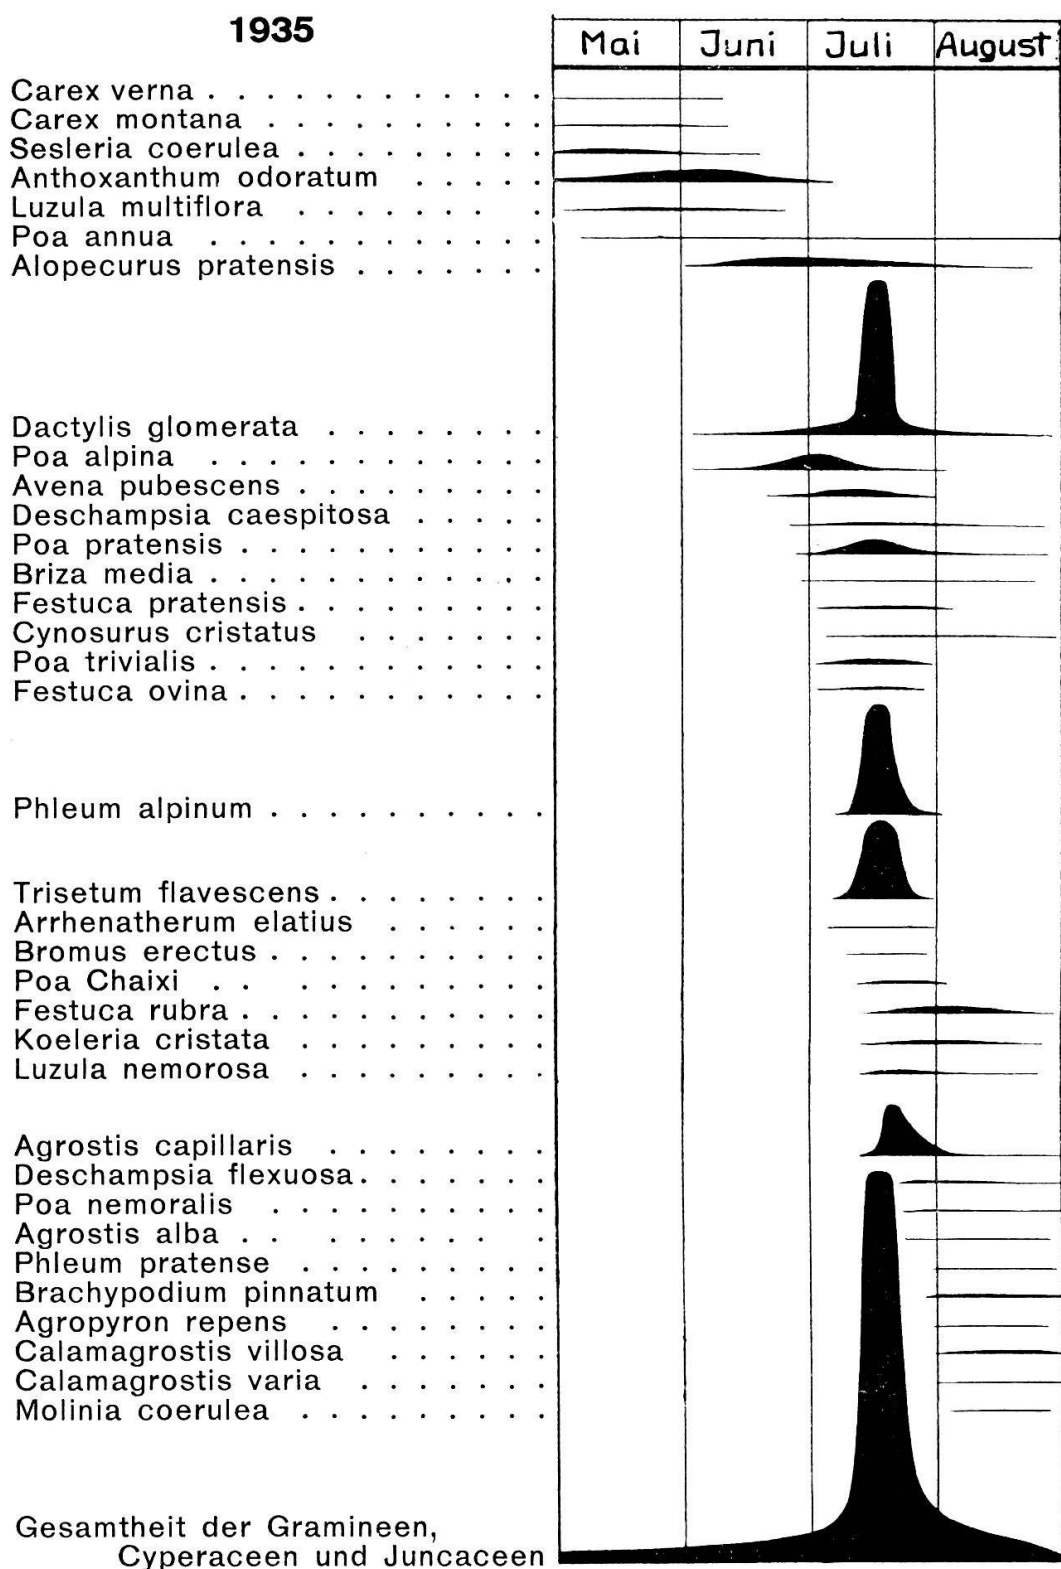 1935
Mai Juni Juli August
Carex verna . . . . . . . . . . . .
Carex montana . . . . . . . . . .
Sesleria coerulea . . . . . . . . .
Anthoxanthum odoratum . . . . .
Luzula multiflora . . . . . . . .
Poa annua . . . . . . . . . . . .
Alopecurus pratensis . . . . . . .
Dactylis glomerata . . . . . . . .
Poa alpina . . . . . . . . . . . .
Avena pubescens . . . . . . . . .
Deschampsia caespitosa . . . . .
Poa pratensis . . . . . . . . . . .
Briza media . . . . . . . . . . . .
Festuca pratensis . . . . . . . . .
Cynosurus cristatus . . . . . . .
Poa trivialis . . . . . . . . . . . .
Festuca ovina . . . . . . . . . . .
Phleum alpinum . . . . . . . . . .
Trisetum flavescens . . . . . . . .
Arrhenatherum elatius . . . . . .
Bromus erectus . . . . . . . . . .
Poa Chaixi . . . . . . . . . . .
Festuca rubra . . . . . . . . . . .
Koeleria cristata . . . . . . . . .
Luzula nemorosa . . . . . . . . .
Agrostis capillaris . . . . . . . .
Deschampsia flexuosa . . . . . . .
Poa nemoralis . . . . . . . . . .
Agrostis alba . . . . . . . . .
Phleum pratense . . . . . . . . .
Brachypodium pinnatum . . . . .
Agropyron repens . . . . . . . .
Calamagrostis villosa . . . . . .
Calamagrostis varia . . . . . . .
Molinia coerulea . . . . . . . . .
Gesamtheit der Gramineen,
Cyperaceen und Juncaceen